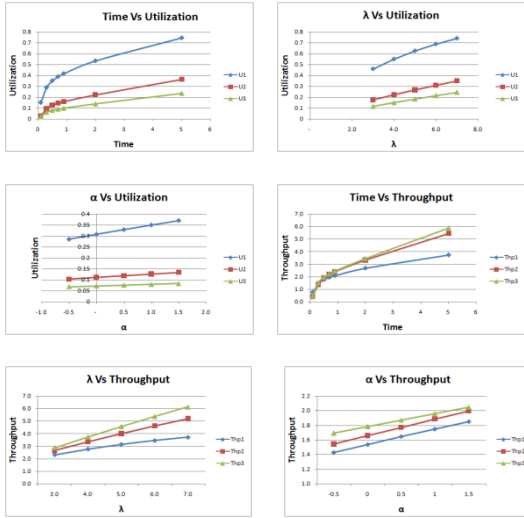 Time Vs Utilization
Utilization
0.8
0.7
0.6
0.5
0.4
0.3
0.2
0.1
0
0 2 4 6
Time
U1
U2
U3
λ Vs Utilization
Utilization
0.8
0.7
0.6
0.5
0.4
0.3
0.2
0.1
0
- 2.0 4.0 6.0 8.0
λ
U1
U2
U3
α Vs Utilization
Utilization
0.4
0.35
0.3
0.25
0.2
0.15
0.1
0.05
0
-1.0 -0.5 - 0.5 1.0 1.5 2.0
α
U1
U2
U3
Time Vs Throughput
Throughput
7.0
6.0
5.0
4.0
3.0
2.0
1.0
0.0
0 1 2 3 4 5 6
Time
Thp1
Thp2
Thp3
λ Vs Throughput
Throughput
7.0
6.0
5.0
4.0
3.0
2.0
1.0
0.0
3.0 4.0 5.0 6.0 7.0
λ
Thp1
Thp2
Thp3
α Vs Throughput
Throughput
2.2
2.0
1.8
1.6
1.4
1.2
1.0
-0.5 0 0.5 1 1.5
α
Thp1
Thp2
Thp3